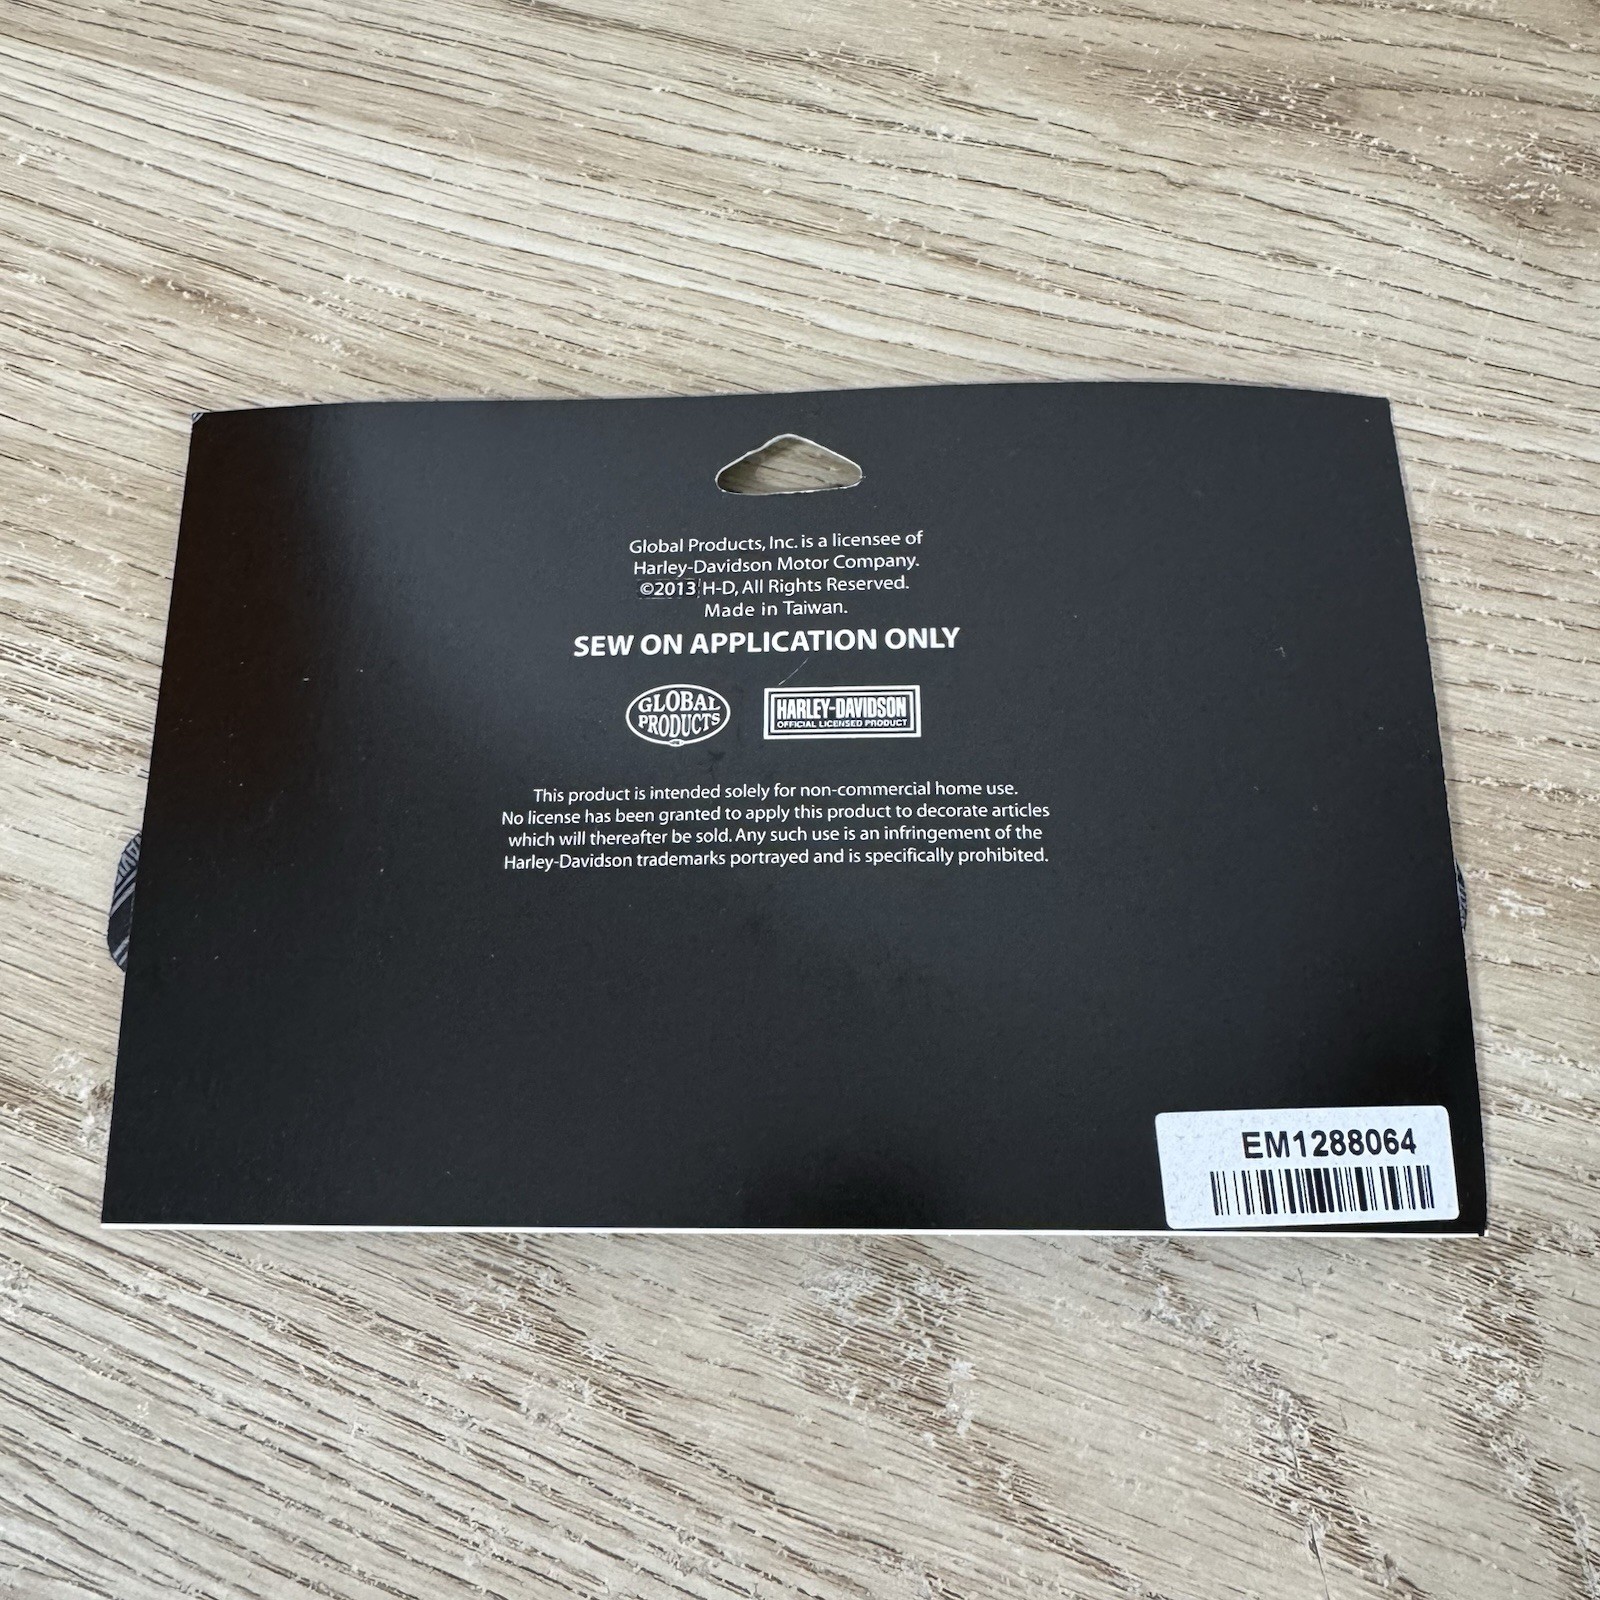 Global Products, Inc. is a licensee of
Harley-Davidson Motor Company.
©2013 H-D, All Rights Reserved.
Made in Taiwan.
SEW ON APPLICATION ONLY
GLOBAL
PRODUCTS
HARLEY-DAVIDSON
OFFICIAL LICENSED PRODUCT
This product is intended solely for non-commercial home use.
No license has been granted to apply this product to decorate articles
which will thereafter be sold. Any such use is an infringement of the
Harley-Davidson trademarks portrayed and is specifically prohibited.
EM1288064